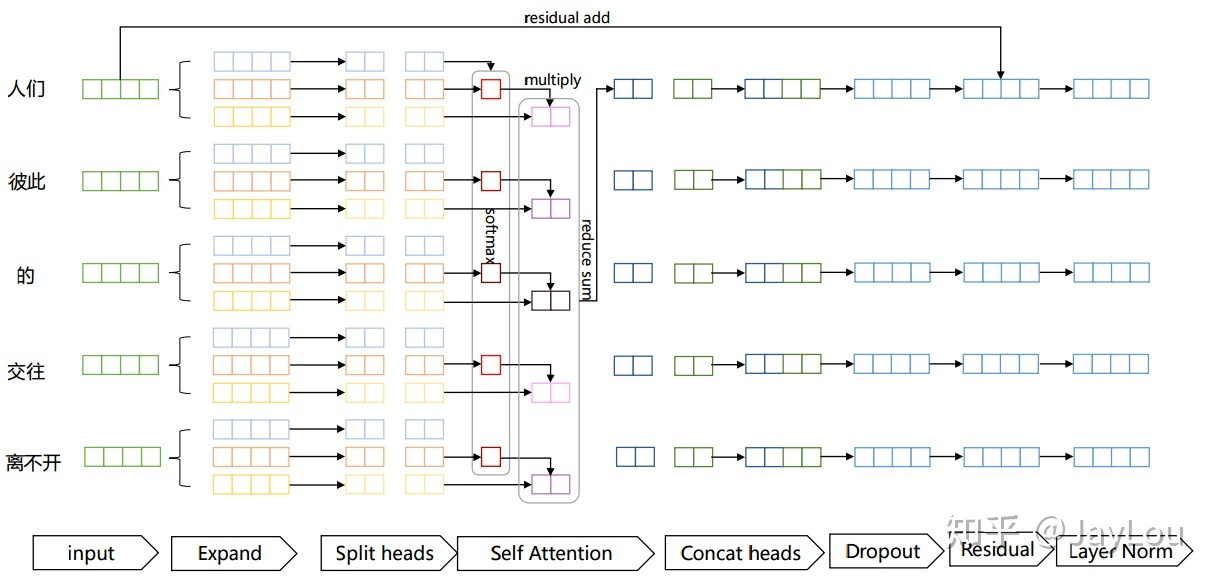 residual add
人们
multiply
彼此
softmax
reduce sum
的
交往
离不开
input
Expand
Split heads
Self Attention
Concat heads
Dropout
Residual
Layer Norm
知乎 @JayLou